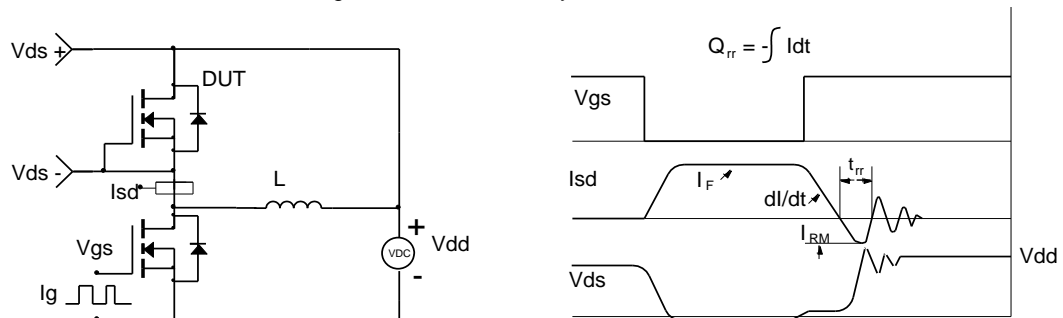 Vds +
DUT
Vds -
Isd
L
Vgs
Ig
+
VDC
-
Vdd
Qrr = -∫ Idt
Vgs
Isd
IF
dI/dt
trr
IRM
Vds
Vdd